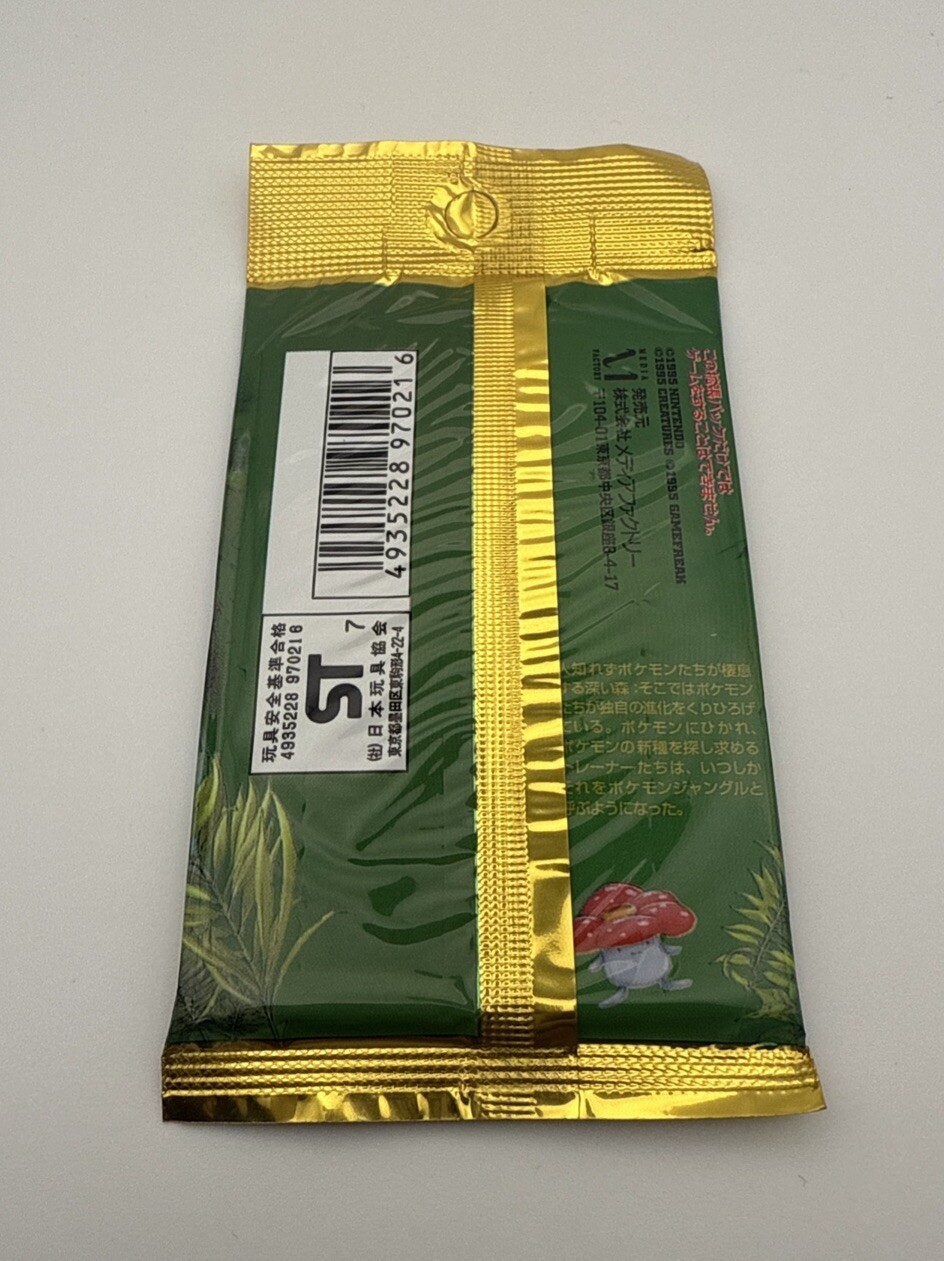 4935228 970216
玩具安全基準合格
4935228 970216
ST
7
(社)日本玩具協会
東京都墨田区東駒形4-22-4
この拡張パックだけでは
ゲームをすることはできません。
©1995 NINTENDO
©1995 CREATURES ©1995 GAMEFREAK
MEDIA
FACTORY
発売元
株式会社メディアファクトリー
〒104-01東京都中央区銀座8-4-17
知れずポケモンたちが棲息
る深い森：そこではポケモン
ちが独自の進化をくりひろげ
いる。ポケモンにひかれ、
ポケモンの新種を探し求める
トレーナーたちは、いつしか
それをポケモンジャングルと
呼ぶようになった。